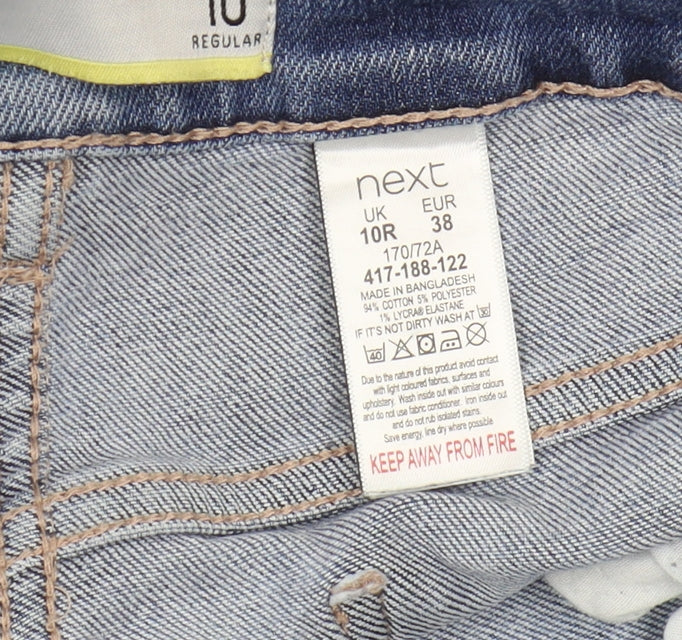 10
REGULAR
next
UK EUR
10R 38
170/72A
417-188-122
MADE IN BANGLADESH
94% COTTON 5% POLYESTER
1% LYCRA® ELASTANE
IF IT'S NOT DIRTY WASH AT 30
40
Due to the nature of this product avoid contact
with light coloured fabrics, surfaces and
upholstery. Wash inside out with similar colours
and do not use fabric conditioner. Iron inside out
and do not rub isolated stains.
Save energy, line dry where possible
KEEP AWAY FROM FIRE